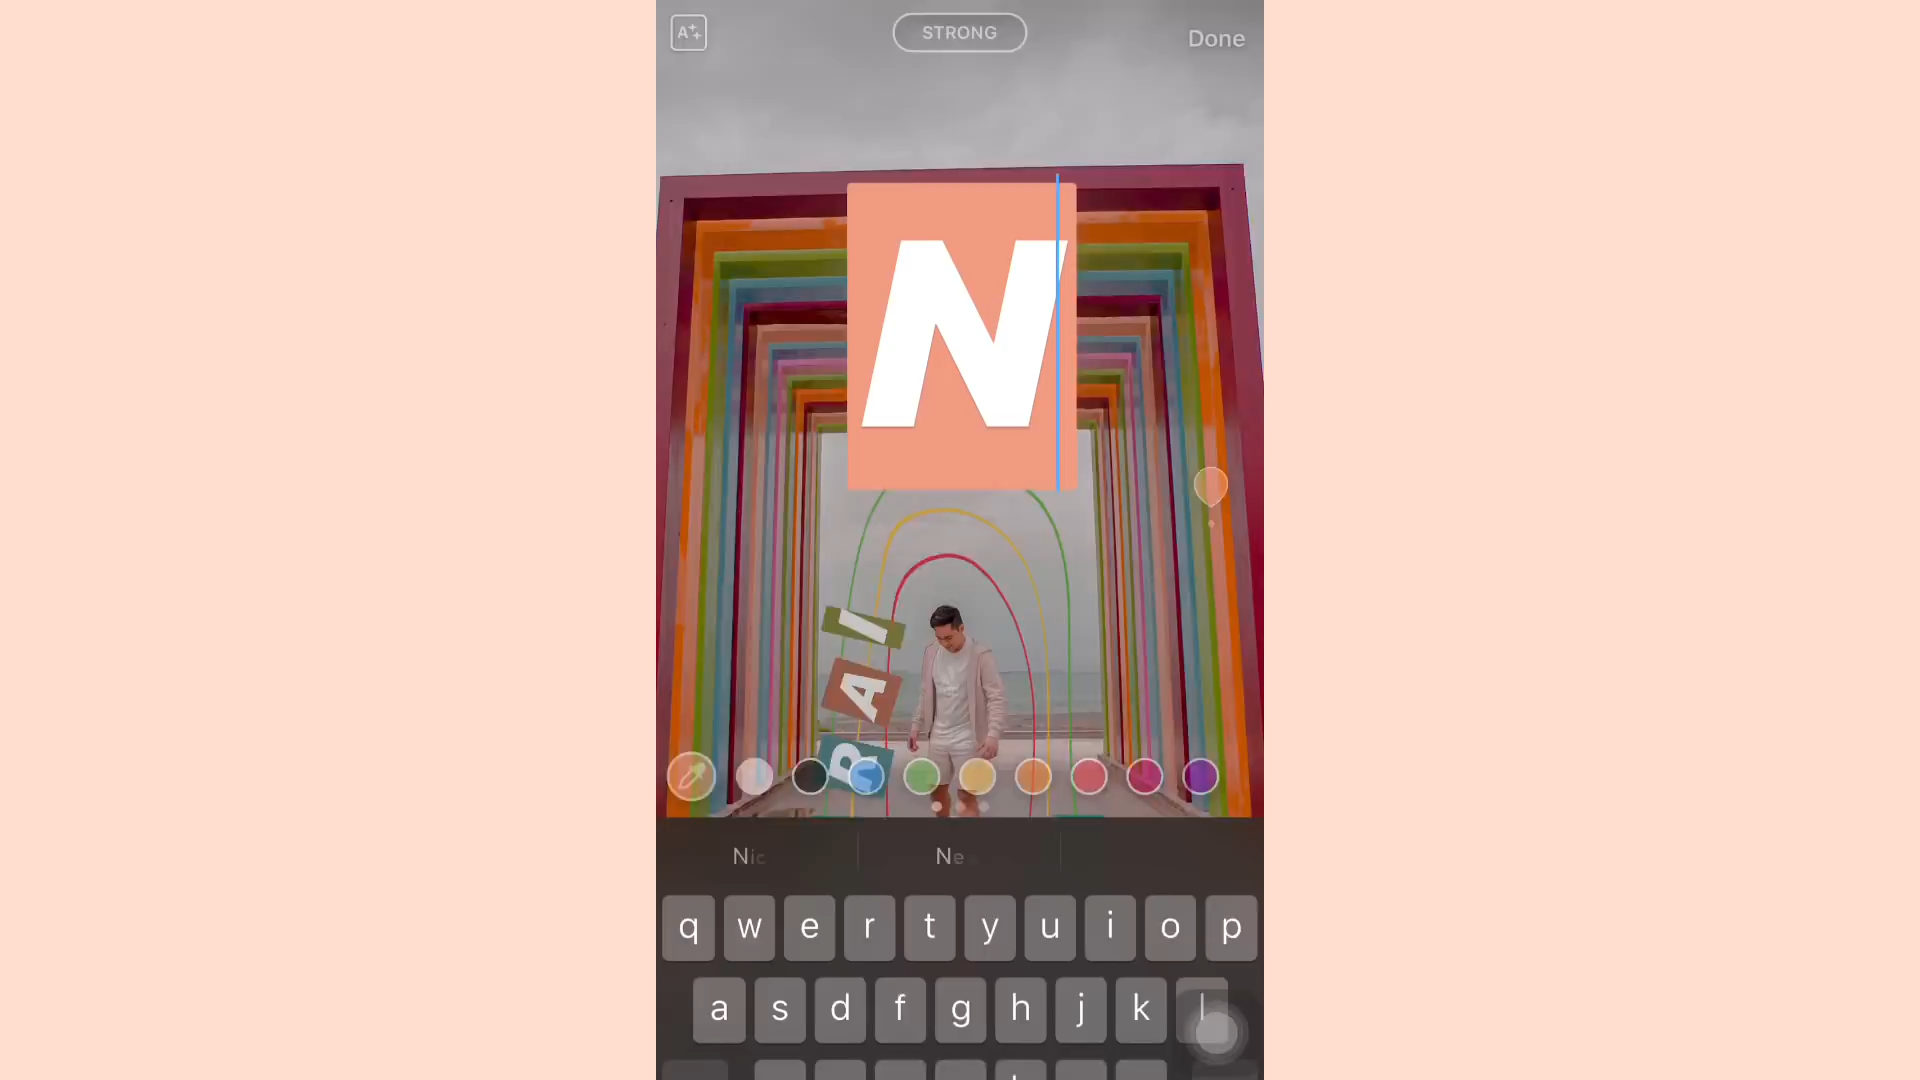 A
STRONG
Done
N
I
A
R
Nic
Ne
q w e r t y u i o p
a s d f g h j k l